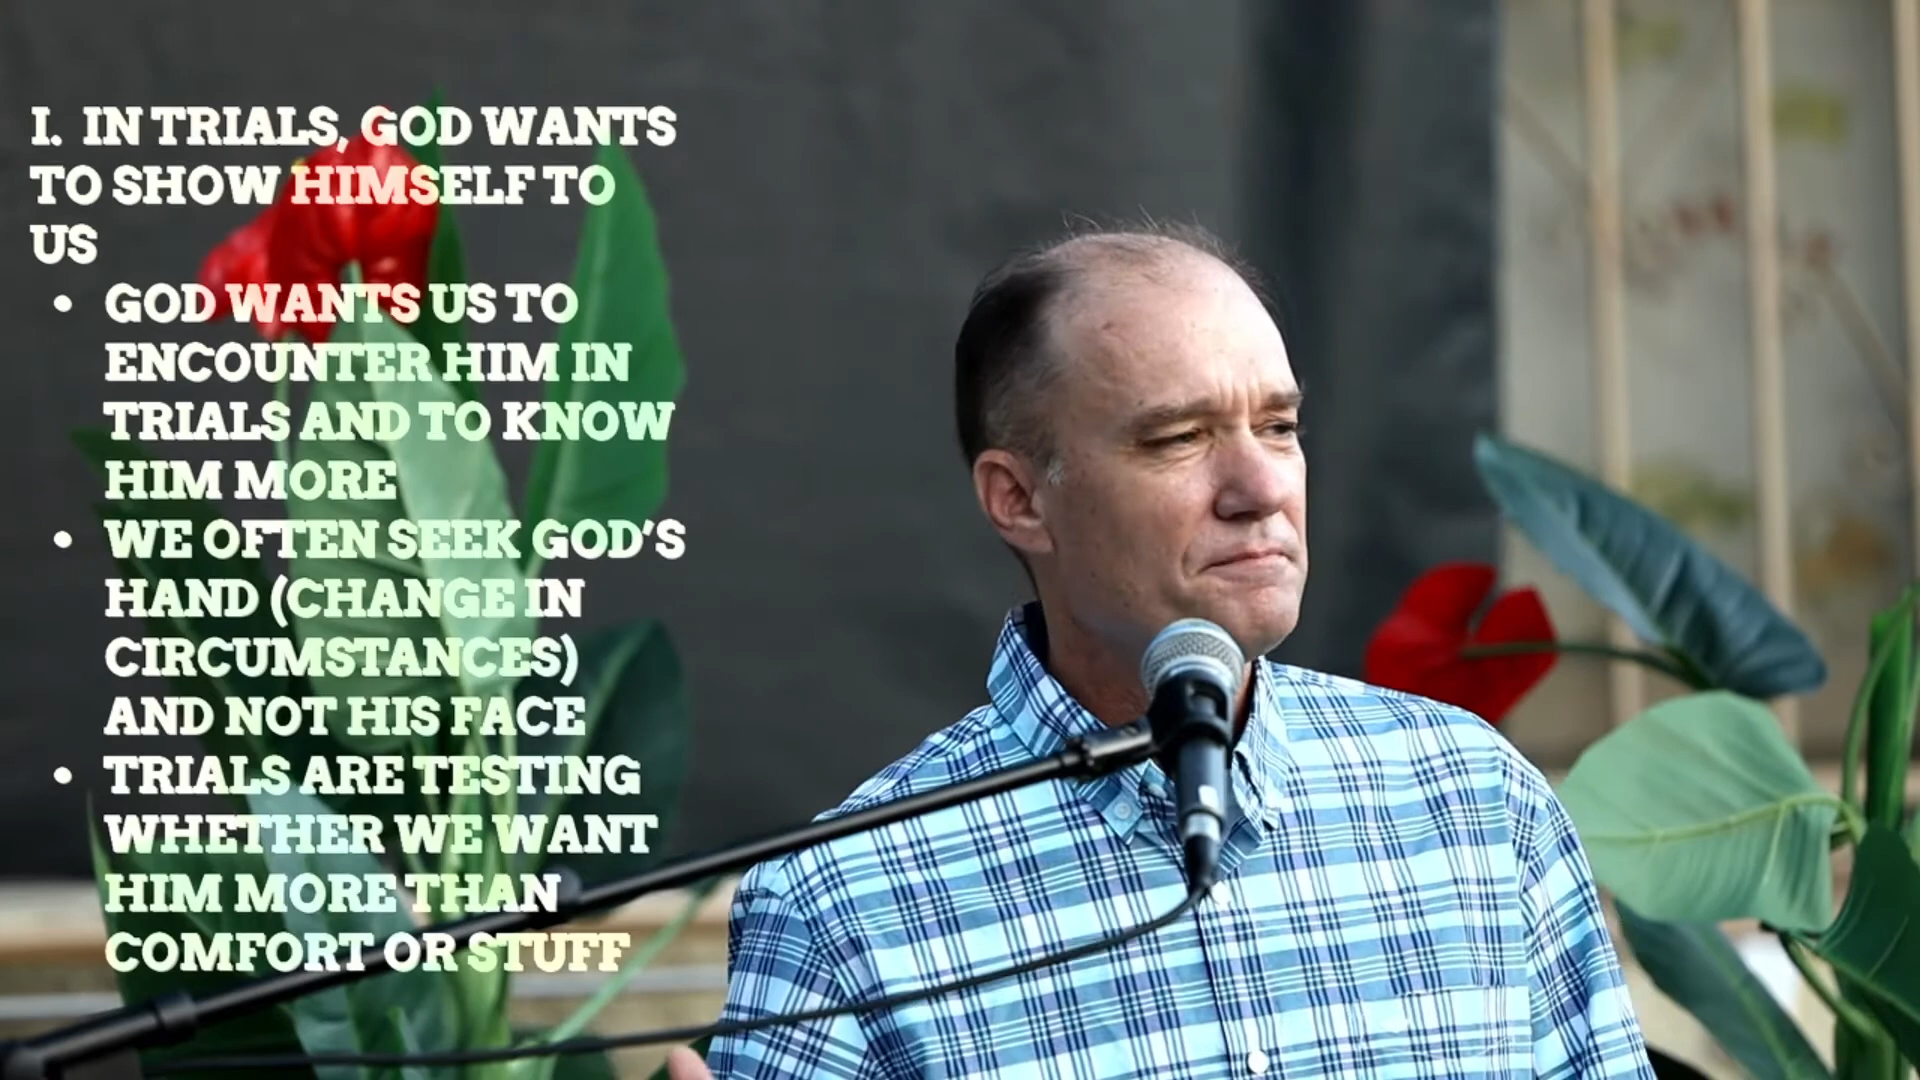 I. IN TRIALS, GOD WANTS
TO SHOW HIMSELF TO
US
• GOD WANTS US TO
ENCOUNTER HIM IN
TRIALS AND TO KNOW
HIM MORE
• WE OFTEN SEEK GOD'S
HAND (CHANGE IN
CIRCUMSTANCES)
AND NOT HIS FACE
• TRIALS ARE TESTING
WHETHER WE WANT
HIM MORE THAN
COMFORT OR STUFF